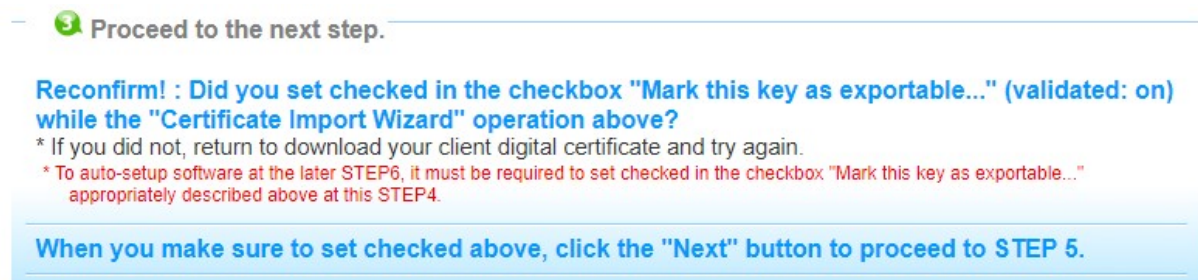 3 Proceed to the next step.
Reconfirm! : Did you set checked in the checkbox "Mark this key as exportable..." (validated: on)
while the "Certificate Import Wizard" operation above?
* If you did not, return to download your client digital certificate and try again.
* To auto-setup software at the later STEP6, it must be required to set checked in the checkbox "Mark this key as exportable..."
appropriately described above at this STEP4.
When you make sure to set checked above, click the "Next" button to proceed to STEP 5.